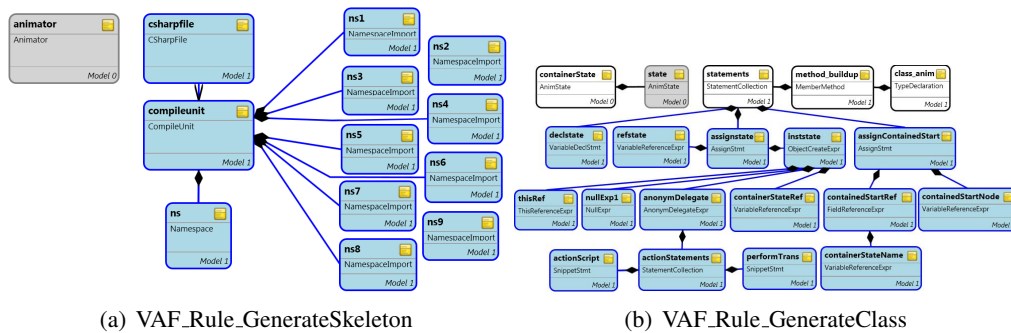 animator
Animator
Model 0
csharpfile
CSharpFile
Model 1
ns1
NamespaceImport
Model 1
ns2
NamespaceImport
Model 1
ns3
NamespaceImport
Model 1
ns4
NamespaceImport
Model 1
compileunit
CompileUnit
Model 1
ns5
NamespaceImport
Model 1
ns6
NamespaceImport
Model 1
ns7
NamespaceImport
Model 1
ns
Namespace
Model 1
ns9
NamespaceImport
Model 1
ns8
NamespaceImport
Model 1
(a) VAF_Rule_GenerateSkeleton
containerState
AnimState
Model 0
state
AnimState
Model 0
statements
StatementCollection
Model 1
method_buildup
MemberMethod
Model 1
class_anim
TypeDeclaration
Model 1
declstate
VariableDeclStmt
Model 1
refstate
VariableReferenceExpr
Model 1
assignstate
AssignStmt
Model 1
inststate
ObjectCreateExpr
Model 1
assignContainedStart
AssignStmt
Model 1
thisRef
ThisReferenceExpr
Model 1
nullExp1
NullExpr
Model 1
anonymDelegate
AnonymDelegateExpr
Model 1
containerStateRef
VariableReferenceExpr
Model 1
containedStartRef
FieldReferenceExpr
Model 1
containedStartNode
VariableReferenceExpr
Model 1
actionScript
SnippetStmt
Model 1
actionStatements
StatementCollection
Model 1
performTrans
SnippetStmt
Model 1
containerStateName
VariableReferenceExpr
Model 1
(b) VAF_Rule_GenerateClass